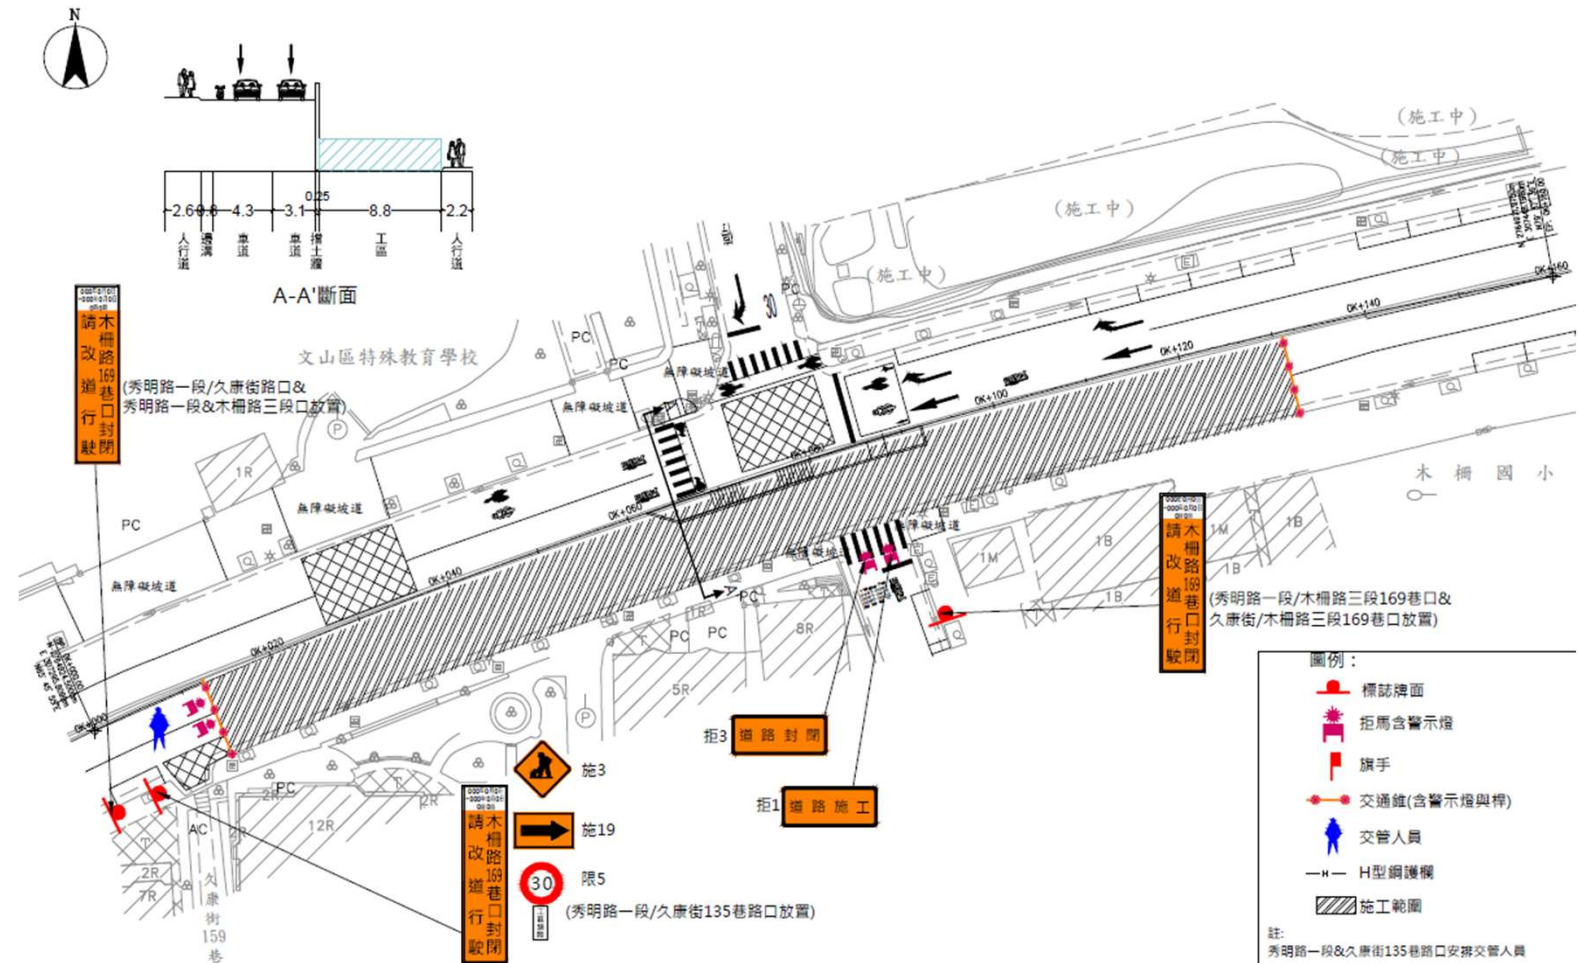 N
0.25
2.6
0.8
4.3
3.1
8.8
2.2
人行道
邊溝
車道
車道
擋土牆
工區
人行道
A-A'斷面
(施工中)
(施工中)
(施工中)
(施工中)
木柵路169巷口封閉
請改道行駛
(秀明路一段/久康街路口&
秀明路一段&木柵路三段口放置)
文山區特殊教育學校
PC
PC
PC
30
無障礙坡道
無障礙坡道
無障礙坡道
無障礙坡道
無障礙坡道
無障礙坡道
1R
PC
P
E
0K+160
0K+140
0K+120
0K+100
0K+080
0K+060
0K+040
0K+020
0K+000
木柵國小
木柵路169巷口封閉
請改道行駛
(秀明路一段/木柵路三段169巷口&
久康街/木柵路三段169巷口放置)
1M
1B
1M
1B
1B
1B
E
E
A
PC
PC
PC
8R
5R
P
T
拒3
道路封閉
拒1
道路施工
施3
施19
30
限5
(秀明路一段/久康街135巷路口放置)
木柵路169巷口封閉
請改道行駛
PC
2R
2R
12R
AC
T
T
2R
7R
久康街159巷
圖例：
標誌牌面
拒馬含警示燈
旗手
交通錐(含警示燈與桿)
交管人員
H
H型鋼護欄
施工範圍
註:
秀明路一段&久康街135巷路口安排交管人員